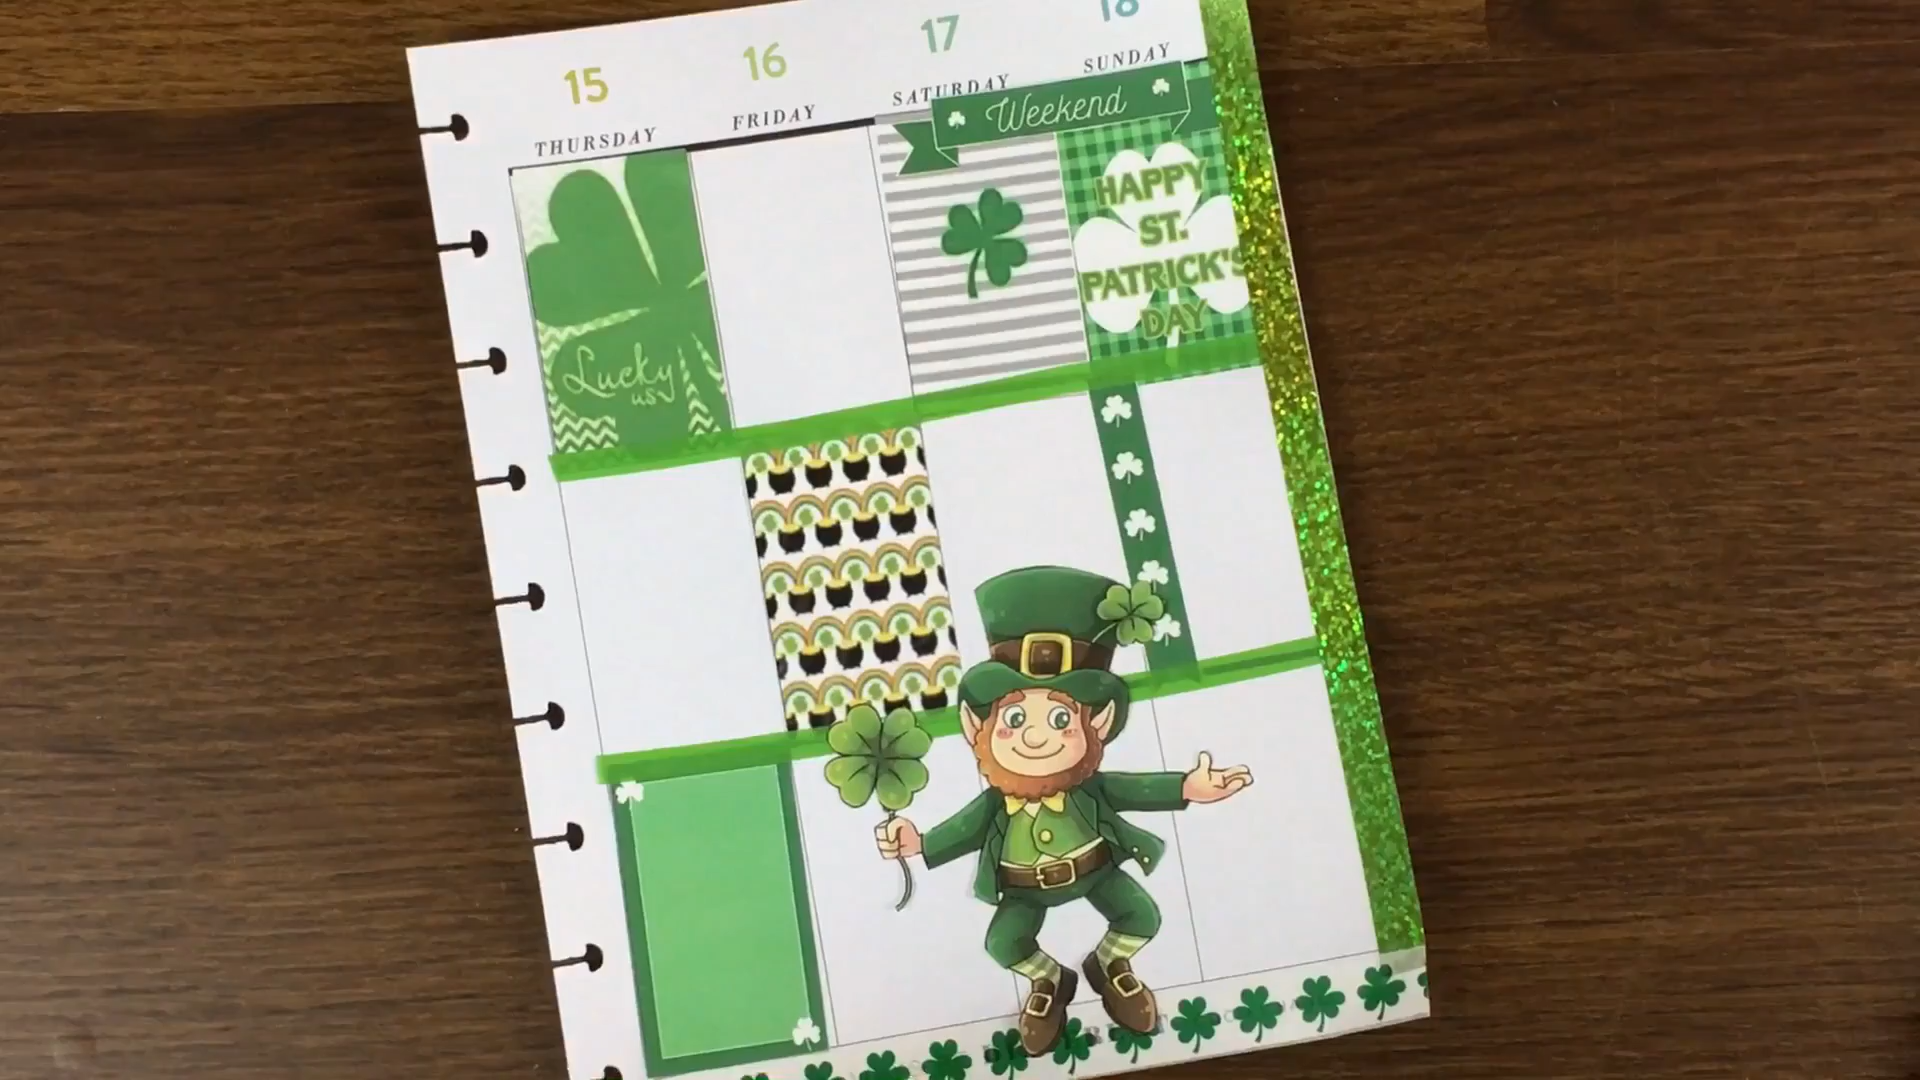 15
16
17
18
THURSDAY
FRIDAY
SATURDAY
SUNDAY
Weekend
HAPPY
ST.
PATRICK'S
DAY
Lucky
us